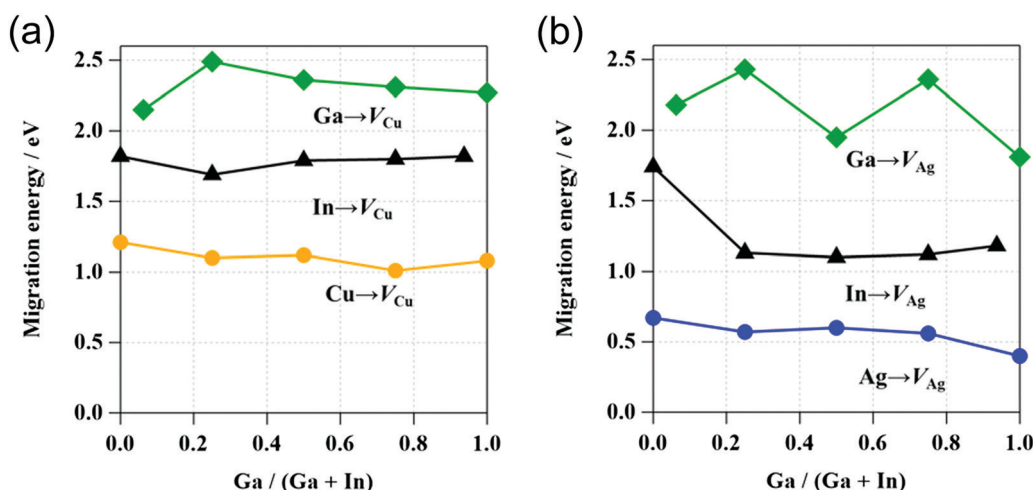 (a)
Migration energy / eV
2.5
2.0
1.5
1.0
0.5
0.0
Ga→VCu
In→VCu
Cu→VCu
0.0 0.2 0.4 0.6 0.8 1.0
Ga / (Ga + In)
(b)
Migration energy / eV
2.5
2.0
1.5
1.0
0.5
0.0
Ga→VAg
In→VAg
Ag→VAg
0.0 0.2 0.4 0.6 0.8 1.0
Ga / (Ga + In)